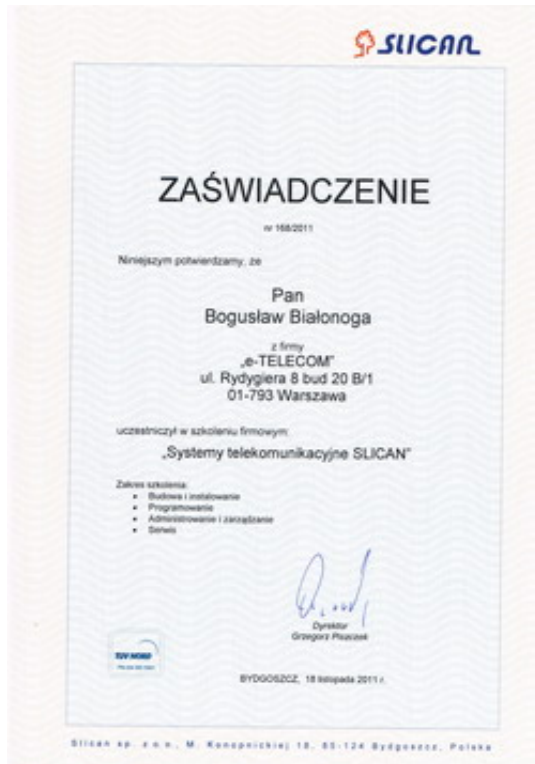 SLICAN
ZAŚWIADCZENIE
nr 168/2011
Niniejszym potwierdzamy, że
Pan
Bogusław Białonoga
z firmy
„e-TELECOM”
ul. Rydygiera 8 bud 20 B/1
01-793 Warszawa
uczestniczył w szkoleniu firmowym:
„Systemy telekomunikacyjne SLICAN”
Zakres szkolenia:
• Budowa i instalowanie
• Programowanie
• Administrowanie i zarządzanie
• Serwis
Dyrektor
Grzegorz Piszczek
TÜV NORD
BYDGOSZCZ, 18 listopada 2011 r.
Slican sp. z o.o., M. Konopnickiej 18, 85-124 Bydgoszcz, Polska